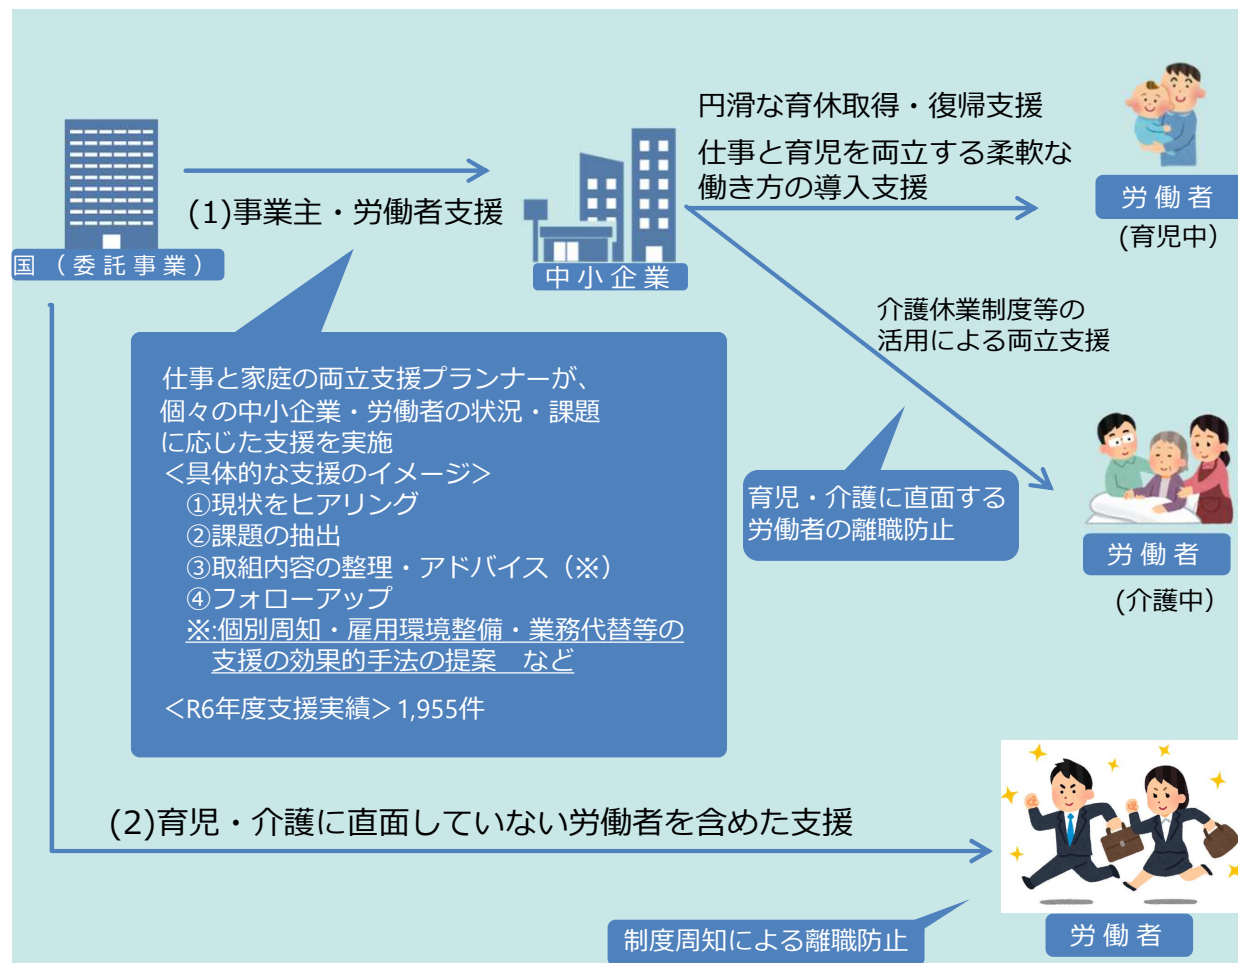 円滑な育休取得・復帰支援
仕事と育児を両立する柔軟な
働き方の導入支援
労働者
(育児中）
(1)事業主・労働者支援
国（委託事業）
中小企業
介護休業制度等の
活用による両立支援
仕事と家庭の両立支援プランナーが、
個々の中小企業・労働者の状況・課題
に応じた支援を実施
＜具体的な支援のイメージ＞
①現状をヒアリング
②課題の抽出
③取組内容の整理・アドバイス（※）
④フォローアップ
※:個別周知・雇用環境整備・業務代替等の
支援の効果的手法の提案　など
＜R6年度支援実績＞1,955件
育児・介護に直面する
労働者の離職防止
労働者
(介護中）
(2)育児・介護に直面していない労働者を含めた支援
制度周知による離職防止
労働者